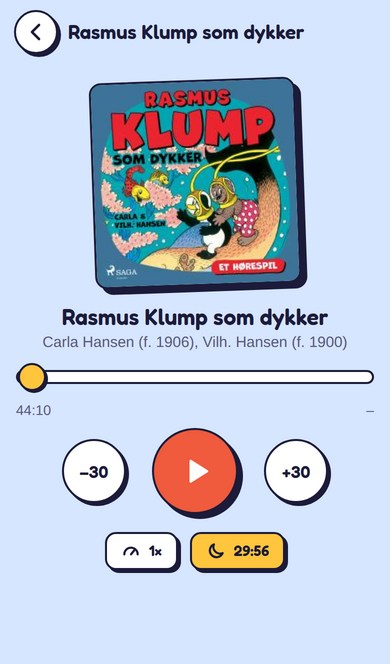 Rasmus Klump som dykker
RASMUS
KLUMP
SOM DYKKER
CARLA &
VILH. HANSEN
SAGA
ET HØRESPIL
Rasmus Klump som dykker
Carla Hansen (f. 1906), Vilh. Hansen (f. 1900)
44:10 –
–30 +30
1x 29:56